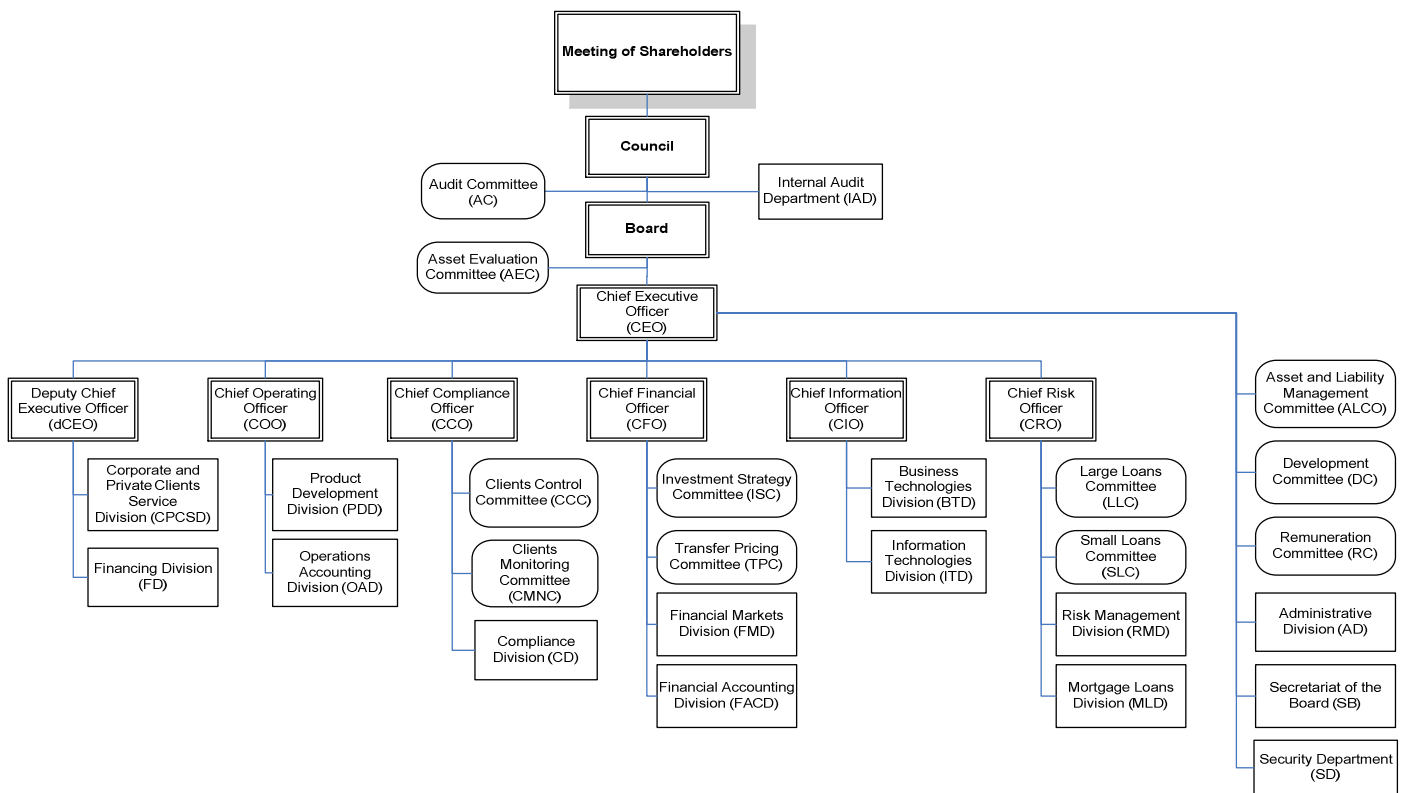 Meeting of Shareholders
Council
Audit Committee
(AC)
Internal Audit
Department (IAD)
Board
Asset Evaluation
Committee (AEC)
Chief Executive
Officer
(CEO)
Deputy Chief
Executive Officer
(dCEO)
Chief Operating
Officer
(COO)
Chief Compliance
Officer
(CCO)
Chief Financial
Officer
(CFO)
Chief Information
Officer
(CIO)
Chief Risk
Officer
(CRO)
Asset and Liability
Management
Committee (ALCO)
Corporate and
Private Clients
Service
Division (CPCSD)
Financing Division
(FD)
Product
Development
Division (PDD)
Operations
Accounting
Division (OAD)
Clients Control
Committee (CCC)
Clients
Monitoring
Committee
(CMNC)
Compliance
Division (CD)
Investment Strategy
Committee (ISC)
Transfer Pricing
Committee (TPC)
Financial Markets
Division (FMD)
Financial Accounting
Division (FACD)
Business
Technologies
Division (BTD)
Information
Technologies
Division (ITD)
Large Loans
Committee
(LLC)
Small Loans
Committee
(SLC)
Risk Management
Division (RMD)
Mortgage Loans
Division (MLD)
Development
Committee (DC)
Remuneration
Committee (RC)
Administrative
Division (AD)
Secretariat of the
Board (SB)
Security Department
(SD)